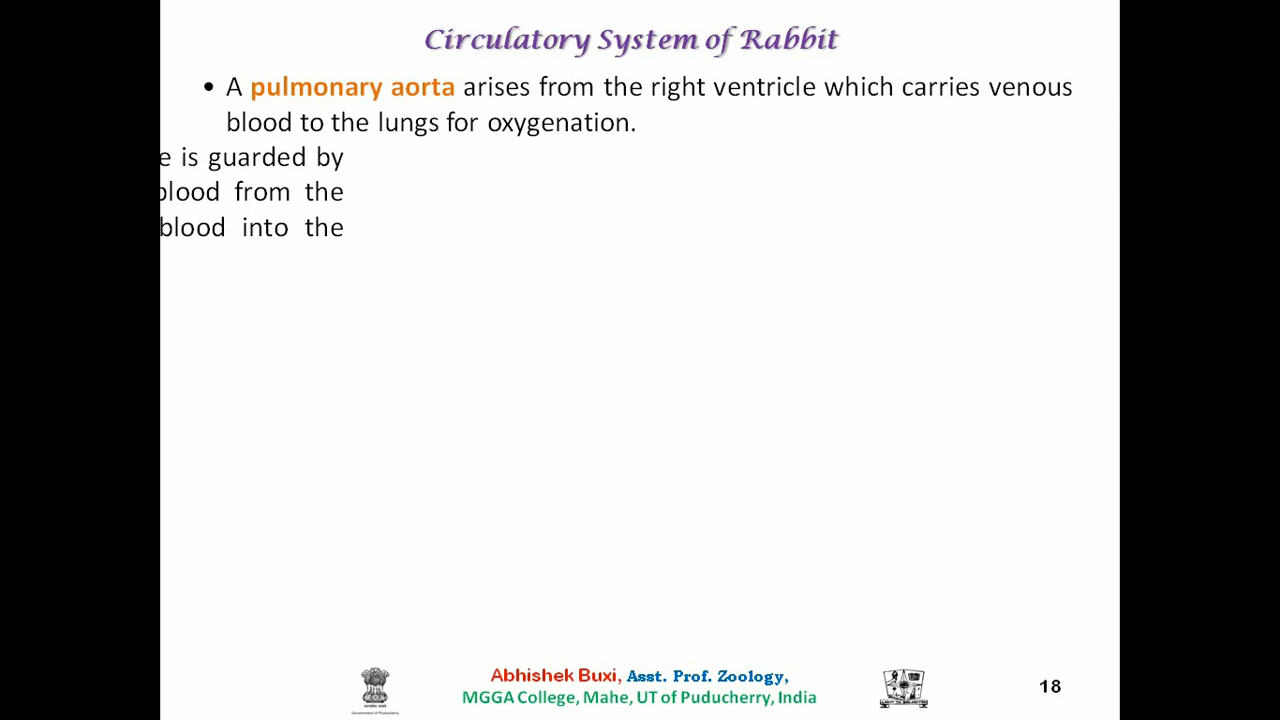 Circulatory System of Rabbit
• A pulmonary aorta arises from the right ventricle which carries venous
blood to the lungs for oxygenation.
e is guarded by
blood from the
blood into the
Abhishek Buxi, Asst. Prof. Zoology,
MGGA College, Mahe, UT of Puducherry, India
18